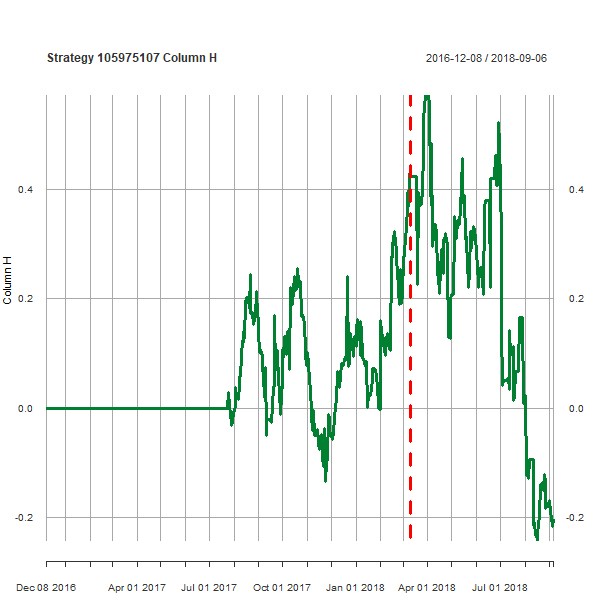 Strategy 105975107 Column H 2016-12-08 / 2018-09-06
0.4 0.4
0.2 0.2
Column H
0.0 0.0
-0.2 -0.2
Dec 08 2016 Apr 01 2017 Jul 01 2017 Oct 01 2017 Jan 01 2018 Apr 01 2018 Jul 01 2018